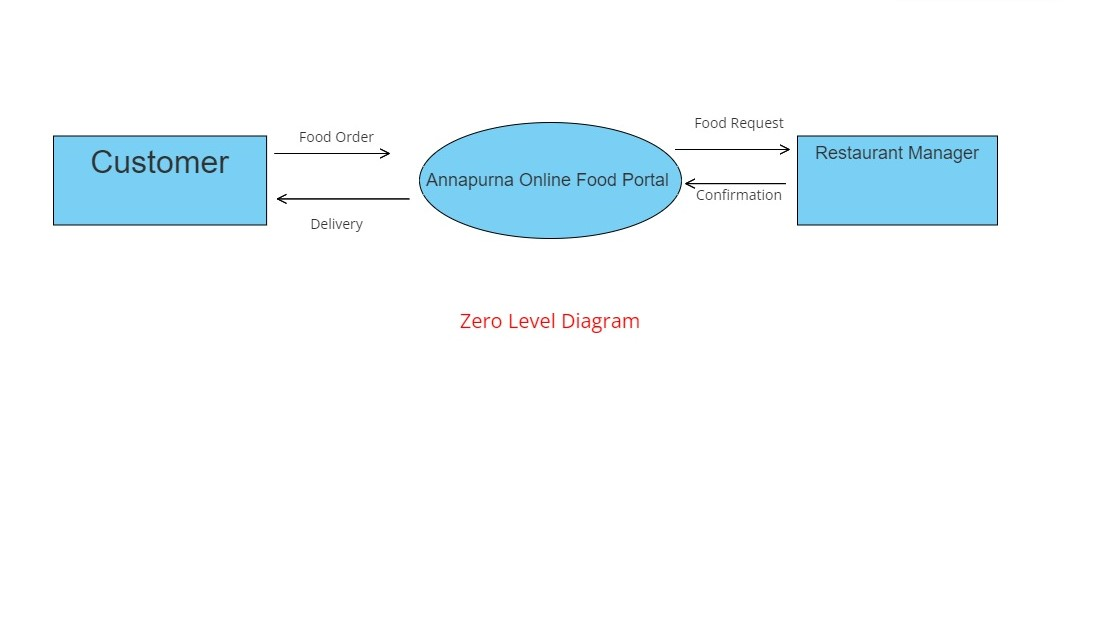 Customer
Food Order
Delivery
Annapurna Online Food Portal
Food Request
Confirmation
Restaurant Manager
Zero Level Diagram